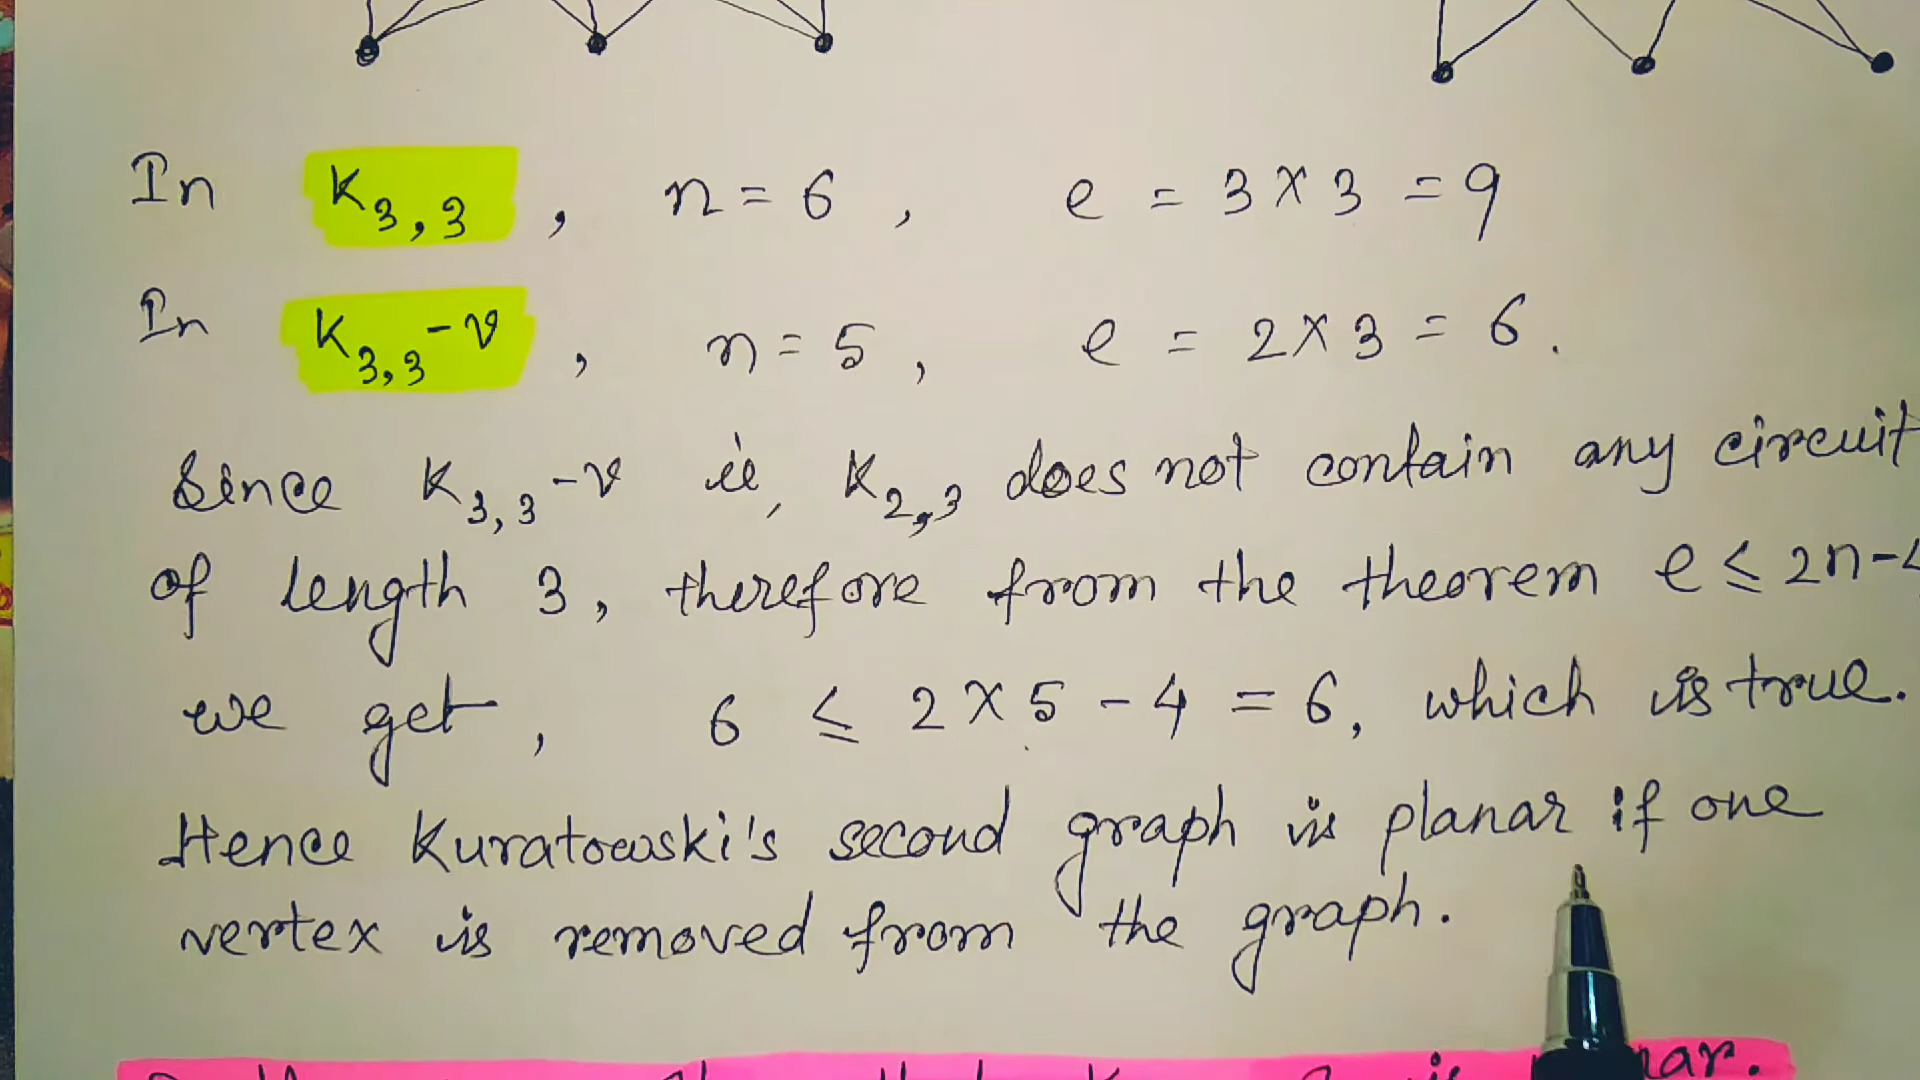 In K3,3, n = 6, e = 3 × 3 = 9
In K3,3 - v, n = 5, e = 2 × 3 = 6.
Since K3,3 - v ie, K2,3 does not contain any circuit
of length 3, therefore from the theorem e ≤ 2n-4
we get, 6 ≤ 2 × 5 - 4 = 6, which is true.
Hence Kuratowski's second graph is planar if one
vertex is removed from the graph.
is